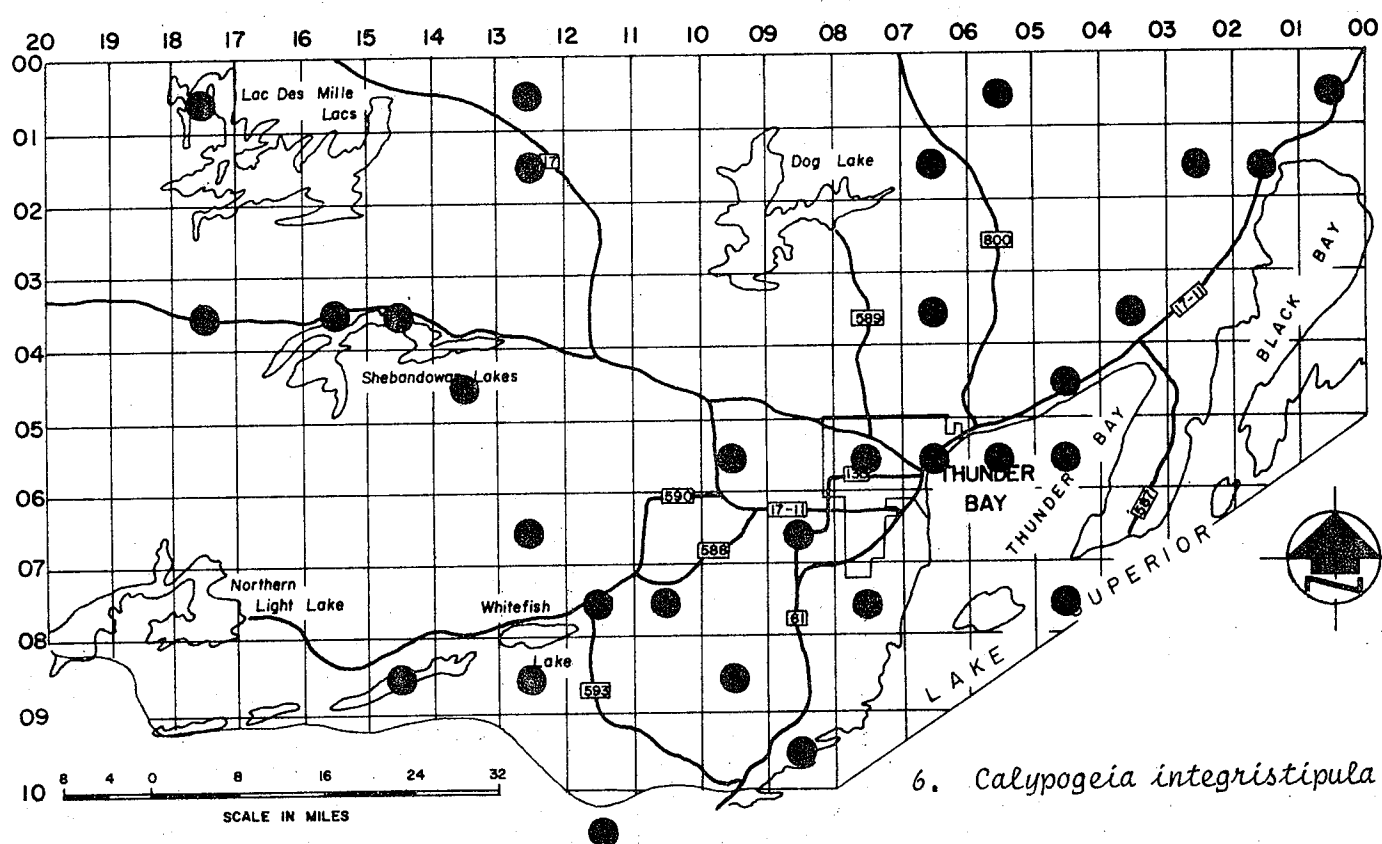 20 19 18 17 16 15 14 13 12 11 10 09 08 07 06 05 04 03 02 01 00
00
Lac Des Mille
Lacs
01
17
Dog Lake
02
800
BLACK BAY
03
17-11
589
04
Shebandowan Lakes
05
THUNDER
BAY
THUNDER BAY
590
06
17-11
587
588
07
Northern
Light Lake
Whitefish
Lake
61
08
593
LAKE SUPERIOR
09
N
8 4 0 8 16 24 32
10
SCALE IN MILES
6. Calypogeia integristipula